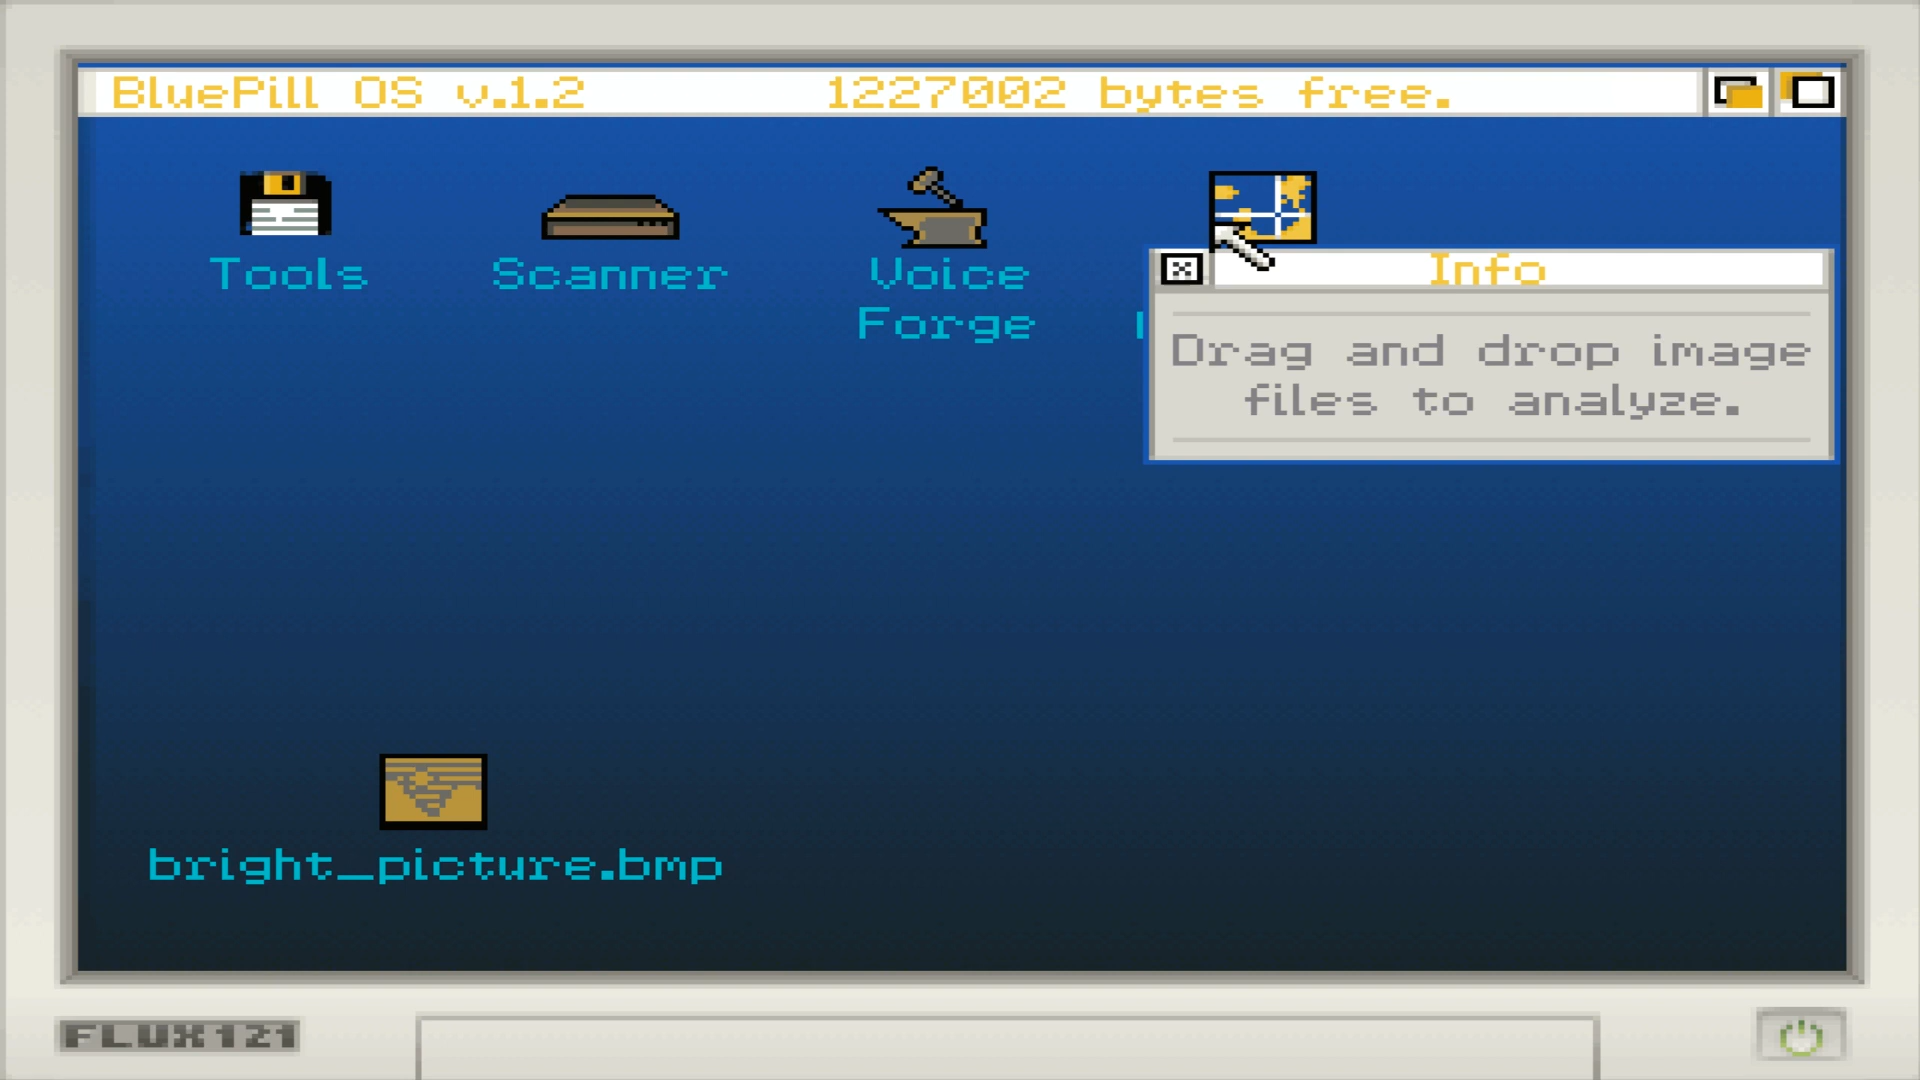 BluePill OS v.1.2 1227002 bytes free.
Tools
Scanner
Voice
Forge
Info
Drag and drop image
files to analyze.
bright_picture.bmp
FLUX121